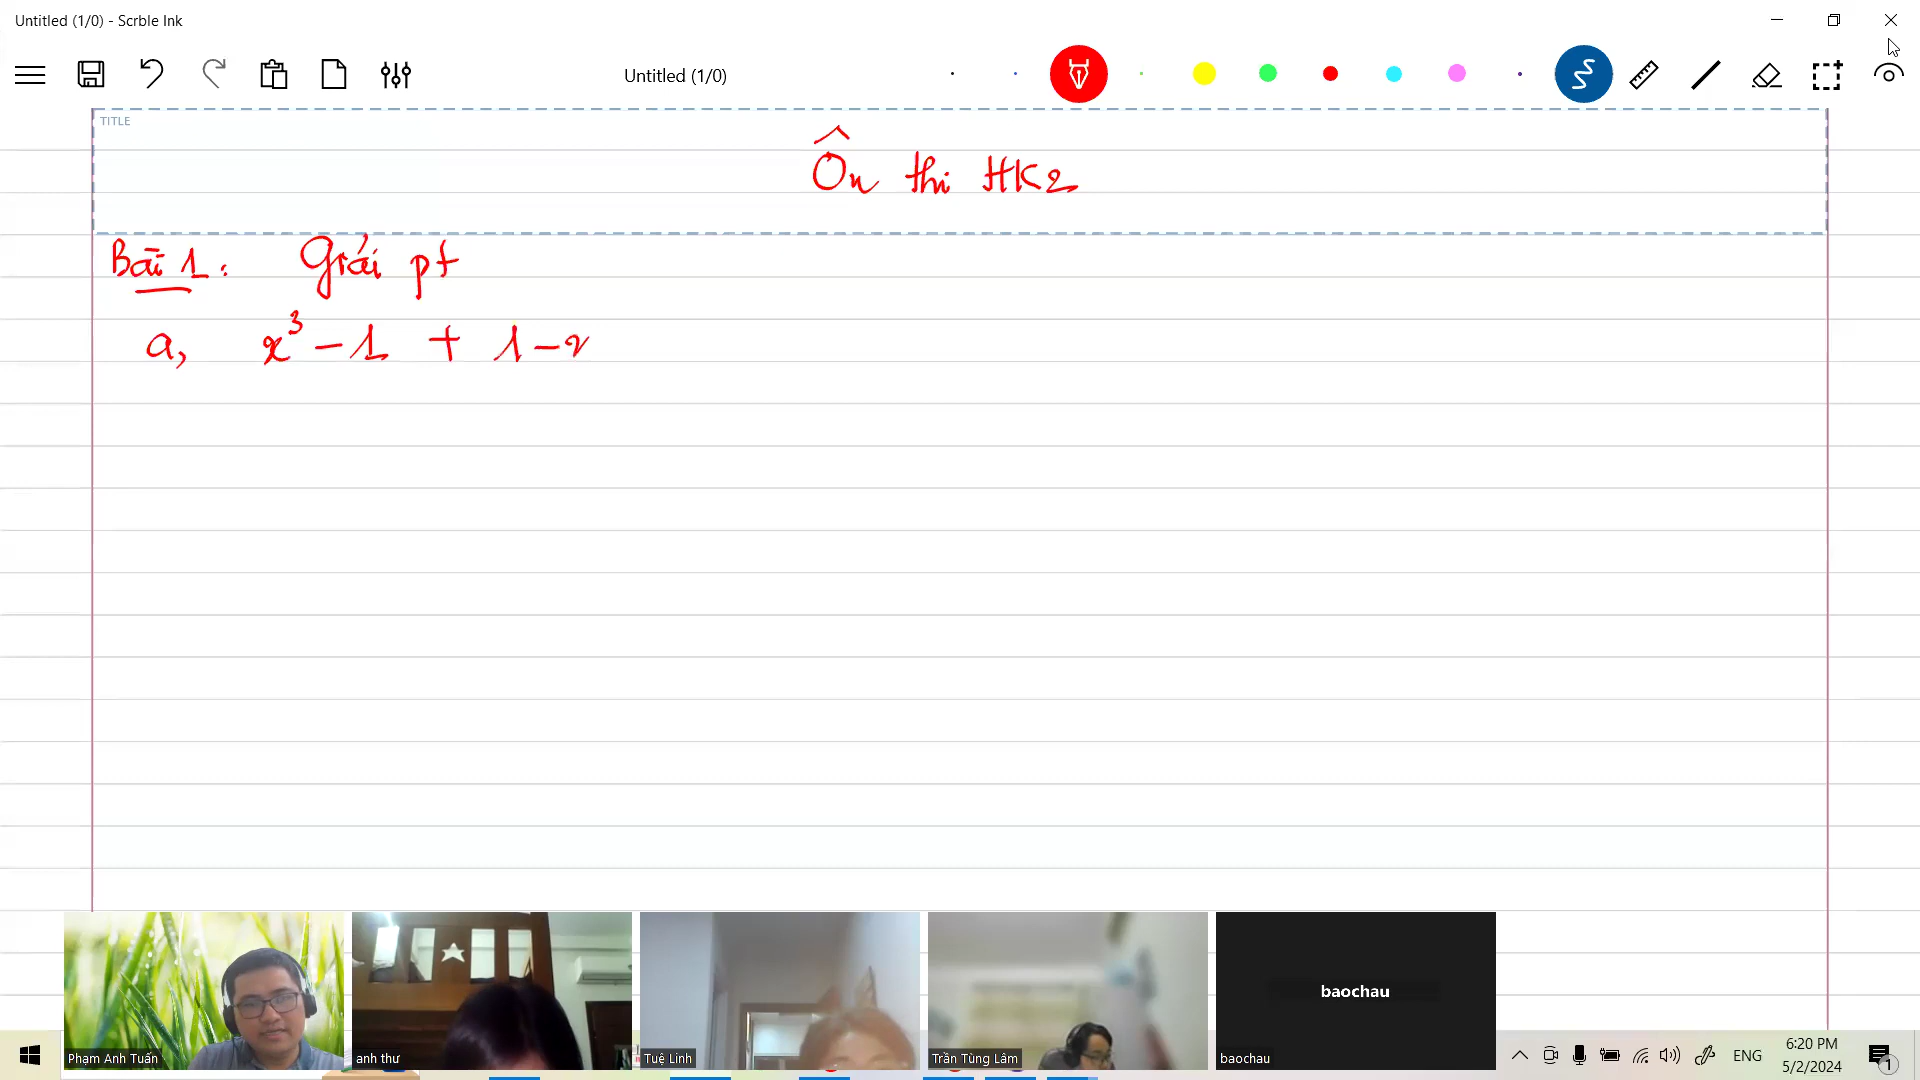 Untitled (1/0) - Scrble Ink
Untitled (1/0)
TITLE
Ôn thi HK2
Bài 1: Giải pt
a, x³ - 1 + 1 - x
baochau
Phạm Anh Tuấn
anh thư
Tuệ Linh
Trần Tùng Lâm
baochau
ENG
6:20 PM
5/2/2024
1